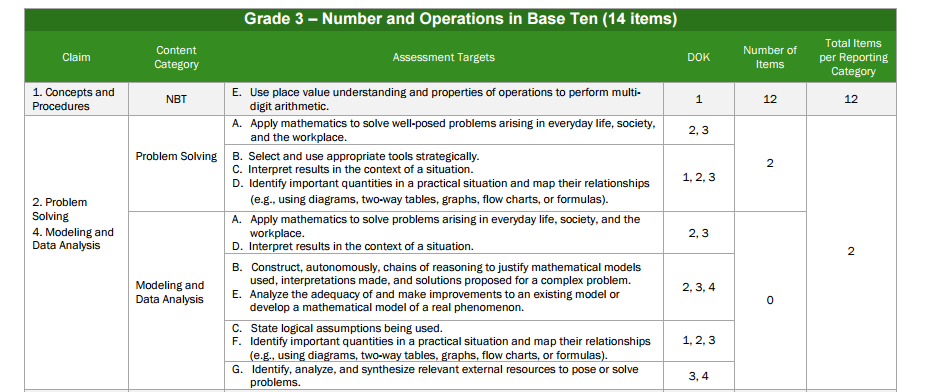 Grade 3 – Number and Operations in Base Ten (14 items)
Claim
Content
Category
Assessment Targets
DOK
Number of
Items
Total Items
per Reporting
Category
1. Concepts and
Procedures
NBT
E. Use place value understanding and properties of operations to perform multi-
digit arithmetic.
1
12
12
2. Problem
Solving
4. Modeling and
Data Analysis
Problem Solving
A. Apply mathematics to solve well-posed problems arising in everyday life, society,
and the workplace.
2, 3
B. Select and use appropriate tools strategically.
C. Interpret results in the context of a situation.
D. Identify important quantities in a practical situation and map their relationships
(e.g., using diagrams, two-way tables, graphs, flow charts, or formulas).
1, 2, 3
2
2
Modeling and
Data Analysis
A. Apply mathematics to solve problems arising in everyday life, society, and the
workplace.
D. Interpret results in the context of a situation.
2, 3
B. Construct, autonomously, chains of reasoning to justify mathematical models
used, interpretations made, and solutions proposed for a complex problem.
E. Analyze the adequacy of and make improvements to an existing model or
develop a mathematical model of a real phenomenon.
2, 3, 4
0
C. State logical assumptions being used.
F. Identify important quantities in a practical situation and map their relationships
(e.g., using diagrams, two-way tables, graphs, flow charts, or formulas).
1, 2, 3
G. Identify, analyze, and synthesize relevant external resources to pose or solve
problems.
3, 4